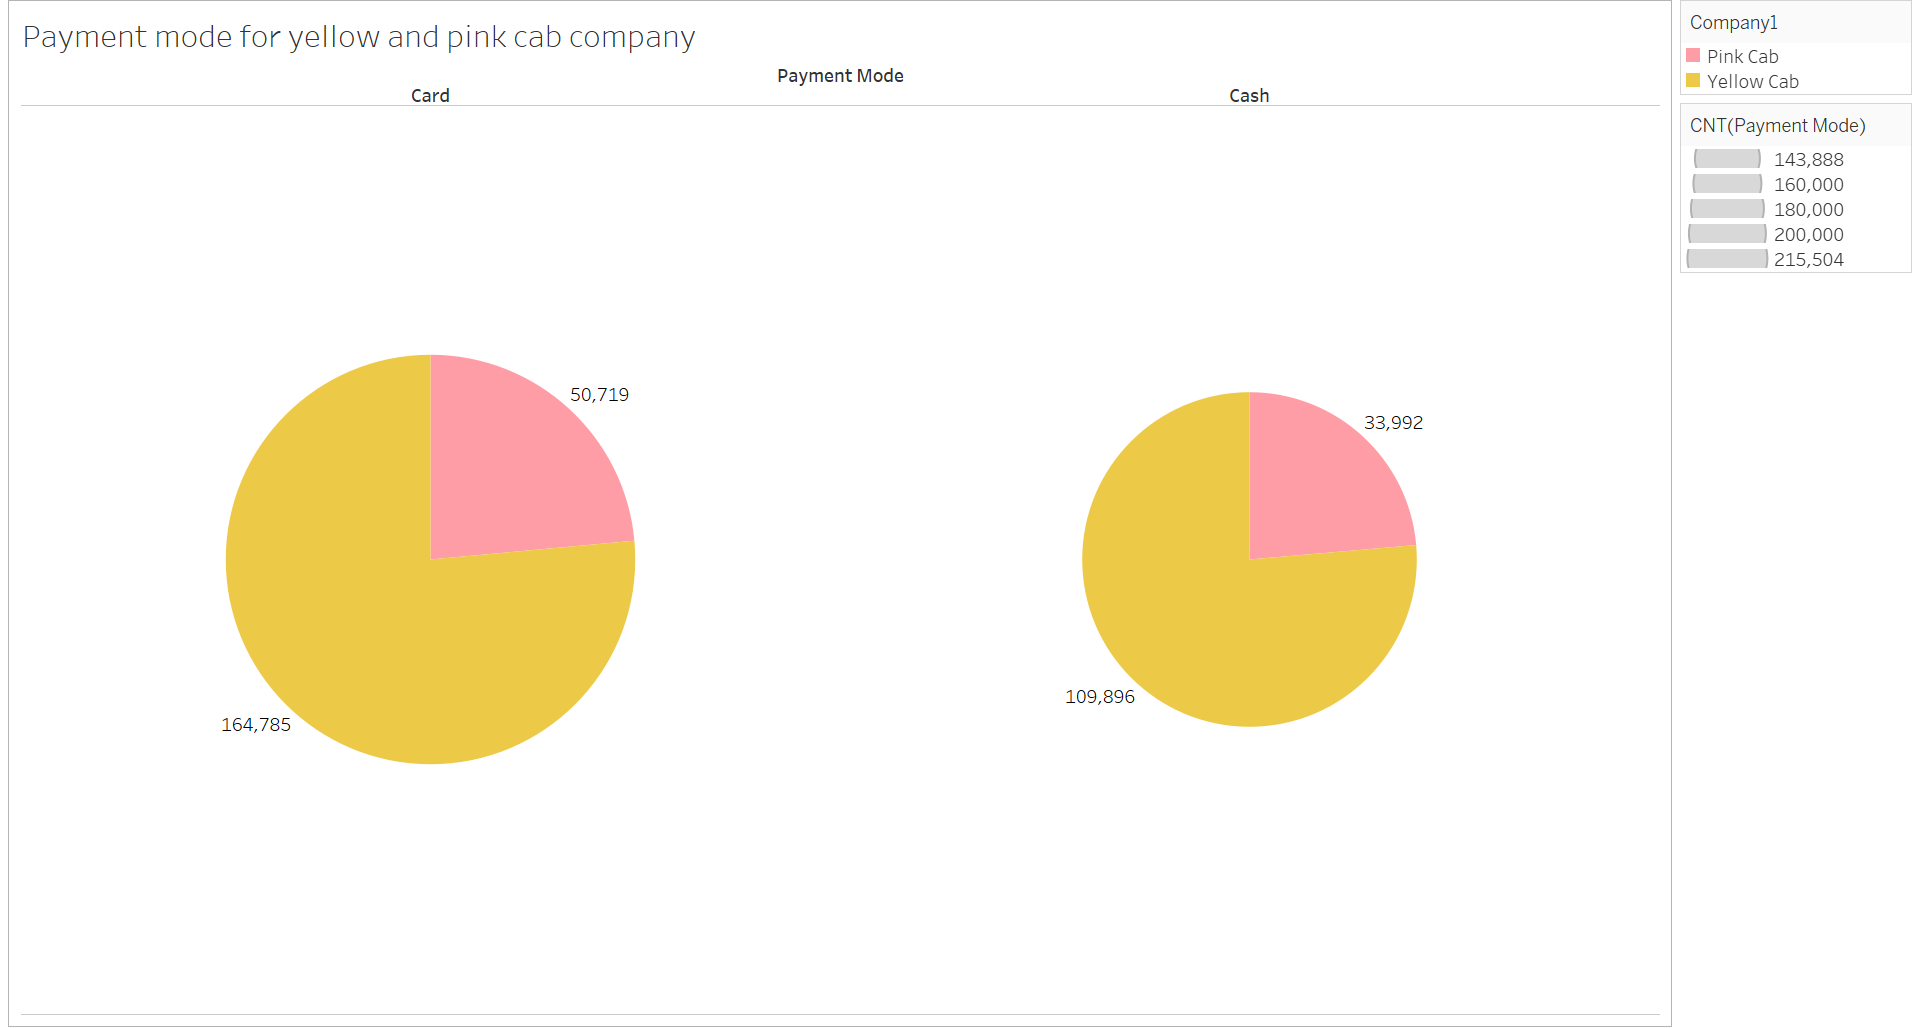 Payment mode for yellow and pink cab company
Payment Mode
Card
Cash
50,719
164,785
33,992
109,896
Company1
Pink Cab
Yellow Cab
CNT(Payment Mode)
143,888
160,000
180,000
200,000
215,504